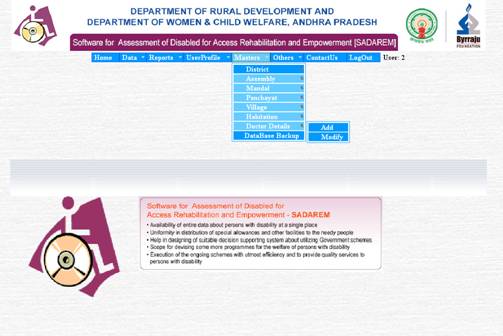 DEPARTMENT OF RURAL DEVELOPMENT AND
DEPARTMENT OF WOMEN & CHILD WELFARE, ANDHRA PRADESH
Byrraju
FOUNDATION
Software for Assessment of Disabled for Access Rehabilitation and Empowerment [SADAREM]
Home Data Reports UserProfile Masters Others ContactUs LogOut User: 2
District
Assembly
Mandal
Panchayat
Village
Habitation
Doctor Details
Add
DataBase Backup
Modify
Software for Assessment of Disabled for
Access Rehabilitation and Empowerment - SADAREM
• Availability of entire data about persons with disability at a single place
• Uniformity in distribution of special allowances and other facilities to the needy people
• Help in designing of suitable decision supporting system about utilizing Government schemes
• Scope for devising some more programmes for the welfare of persons with disability
• Execution of the ongoing schemes with utmost efficiency and to provide quality services to
persons with disability